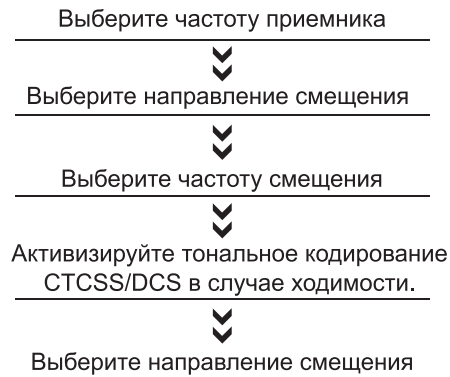 Выберите частоту приемника
Выберите направление смещения
Выберите частоту смещения
Активизируйте тональное кодирование
CTCSS/DCS в случае ходимости.
Выберите направление смещения